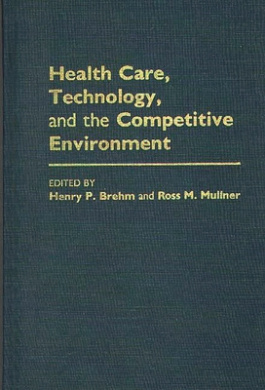 Health Care,
Technology,
and the Competitive
Environment
EDITED BY
Henry P. Brehm and Ross M. Mullner